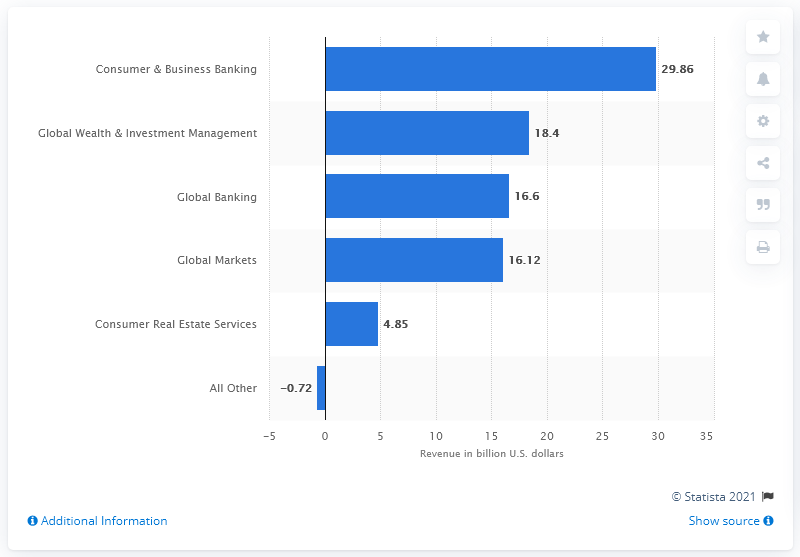 Consumer & Business Banking 29.86
Global Wealth & Investment Management 18.4
Global Banking 16.6
Global Markets 16.12
Consumer Real Estate Services 4.85
All Other −0.72
−5 0 5 10 15 20 25 30 35
Revenue in billion U.S. dollars
© Statista 2021
Additional Information Show source